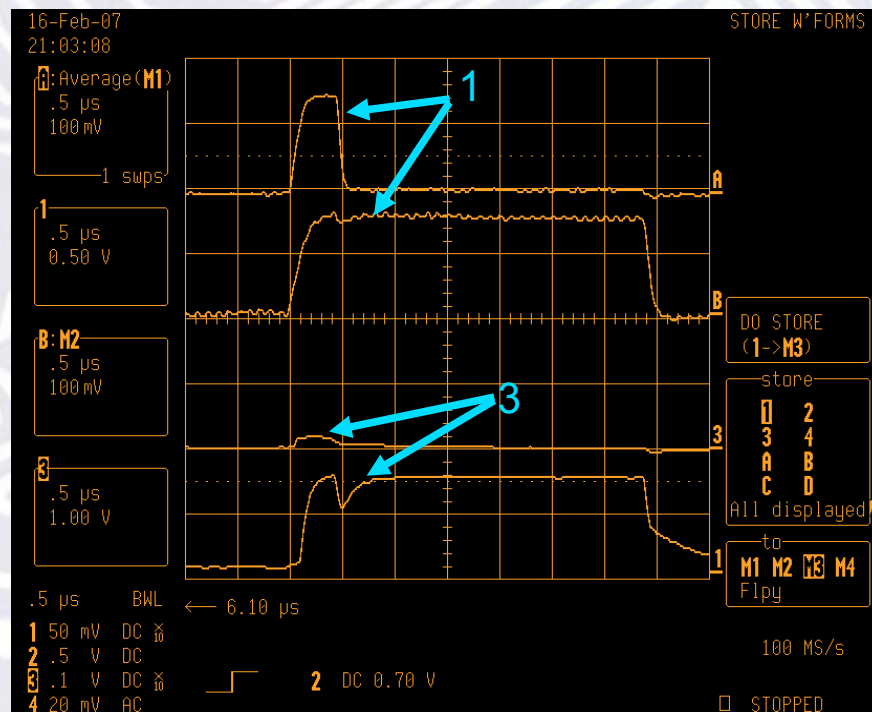 16-Feb-07
21:03:08
STORE W'FORMS
A:Average(M1)
.5 µs
100mV
1 swps
1
.5 µs
0.50 V
B:M2
.5 µs
100mV
3
.5 µs
1.00 V
.5 µs BWL
1 50 mV DC X10
2 .5 V DC
3 .1 V DC X10
4 20 mV AC
1
3
A
B
3
1
← 6.10 µs
2 DC 0.70 V
DO STORE
(1->M3)
store
1 2
3 4
A B
C D
All displayed
to
M1 M2 M3 M4
Flpy
100 MS/s
STOPPED